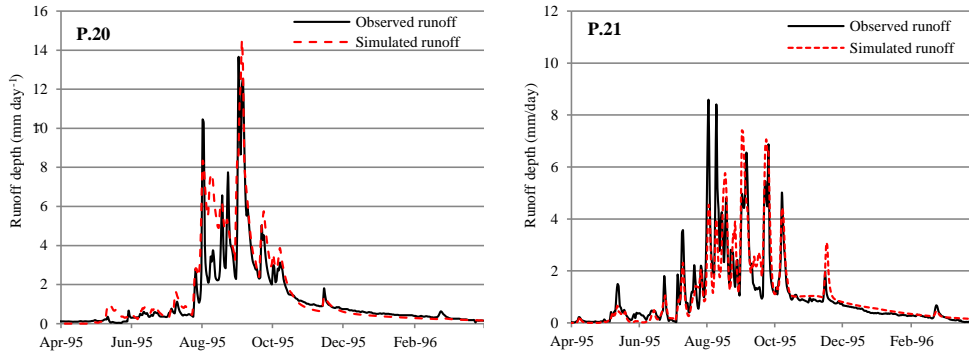 P.20
Observed runoff
Simulated runoff
Runoff depth (mm day⁻¹)
16
14
12
10
8
6
4
2
0
Apr-95 Jun-95 Aug-95 Oct-95 Dec-95 Feb-96
P.21
Observed runoff
Simulated runoff
Runoff depth (mm/day)
12
10
8
6
4
2
0
Apr-95 Jun-95 Aug-95 Oct-95 Dec-95 Feb-96